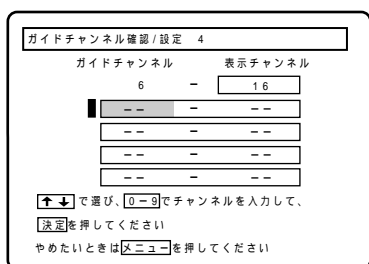 ガイドチャンネル確認/設定 4
ガイドチャンネル 表示チャンネル
6 － 16
－－ － －－
－－ － －－
－－ － －－
－－ － －－
↑↓で選び、0－9でチャンネルを入力して、
決定を押してください
やめたいときはメニューを押してください